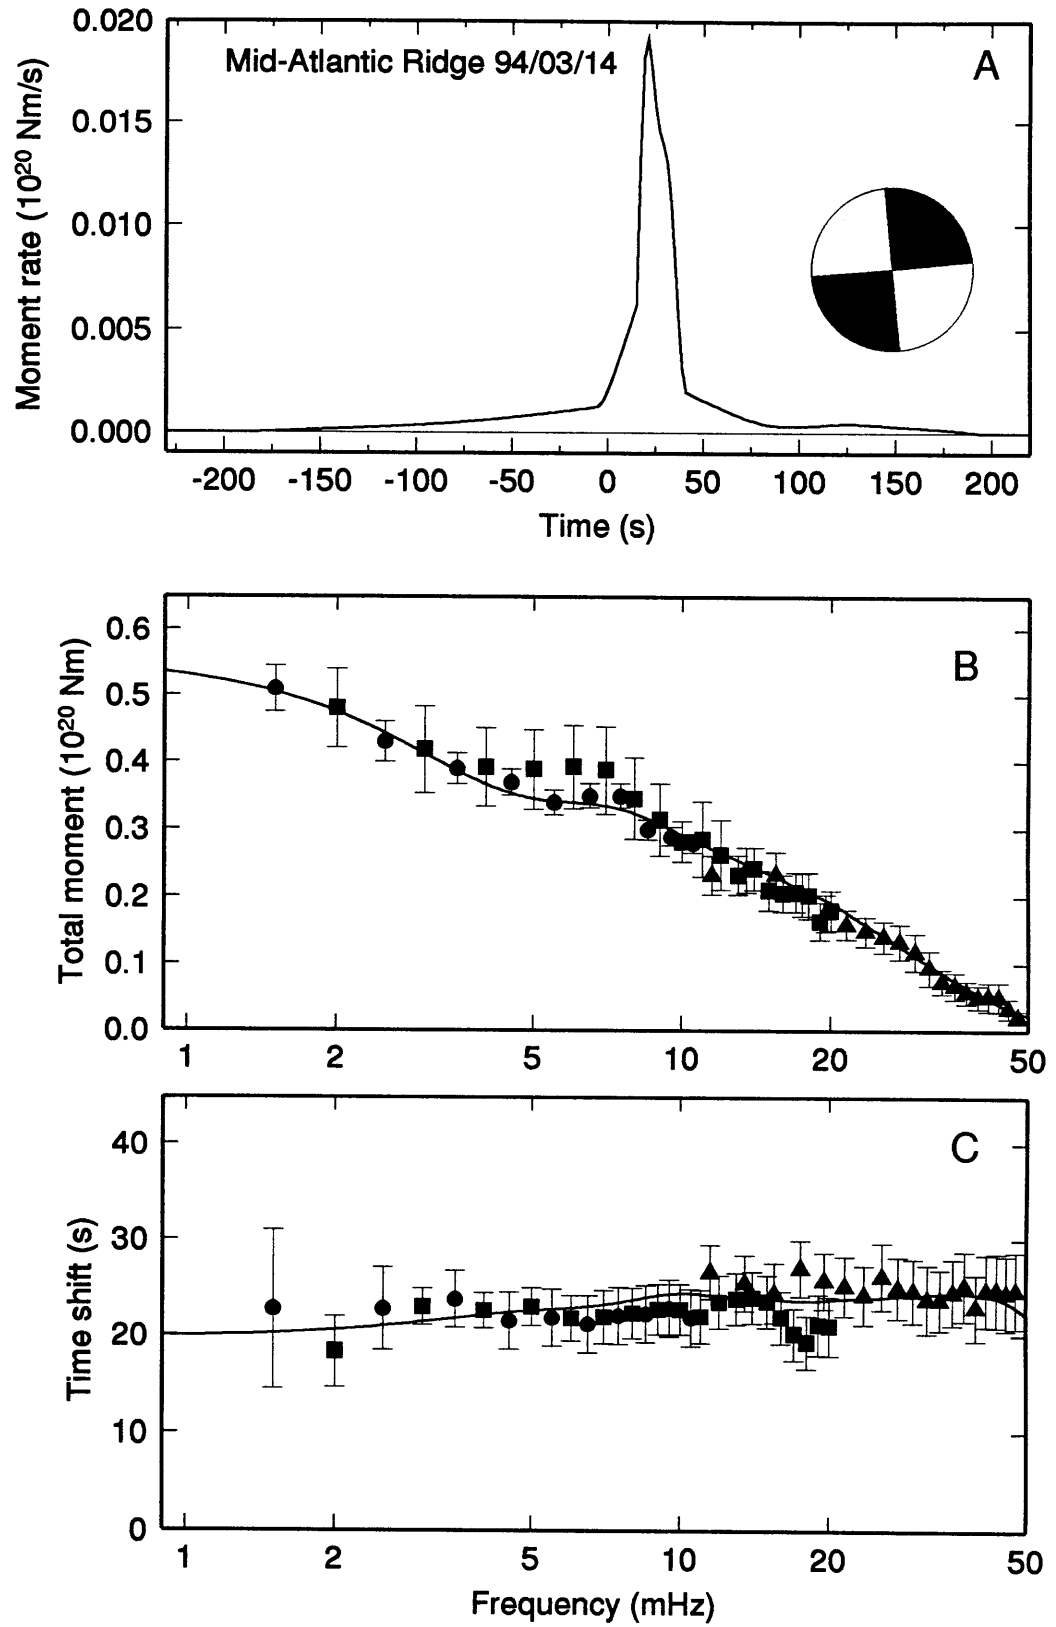 Mid-Atlantic Ridge 94/03/14
A
Moment rate (10²⁰ Nm/s)
0.020
0.015
0.010
0.005
0.000
-200 -150 -100 -50 0 50 100 150 200
Time (s)
B
Total moment (10²⁰ Nm)
0.6
0.5
0.4
0.3
0.2
0.1
0.0
1 2 5 10 20 50
C
Time shift (s)
40
30
20
10
0
1 2 5 10 20 50
Frequency (mHz)